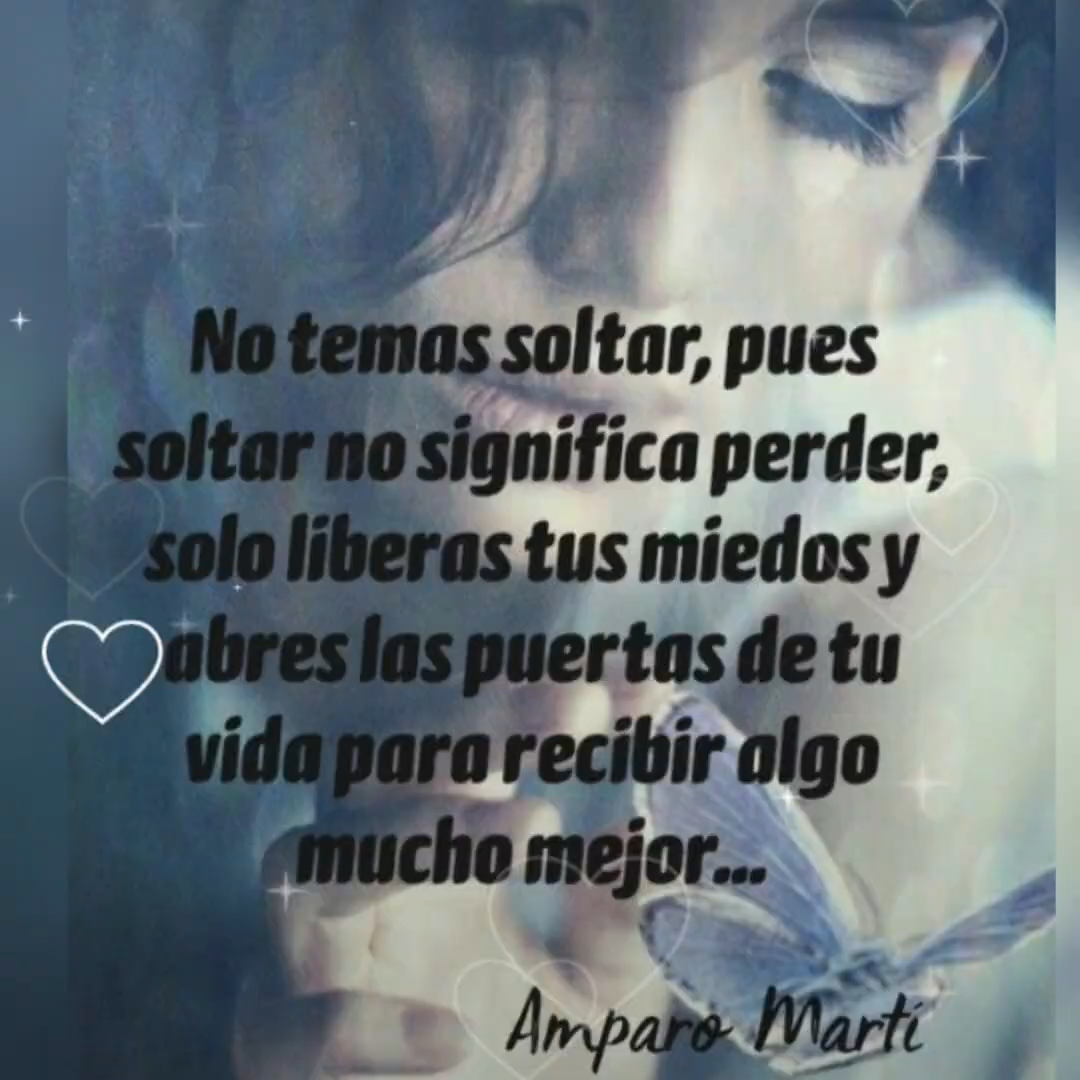 No temas soltar, pues
soltar no significa perder,
solo liberas tus miedos y
abres las puertas de tu
vida para recibir algo
mucho mejor...
Amparo Martí